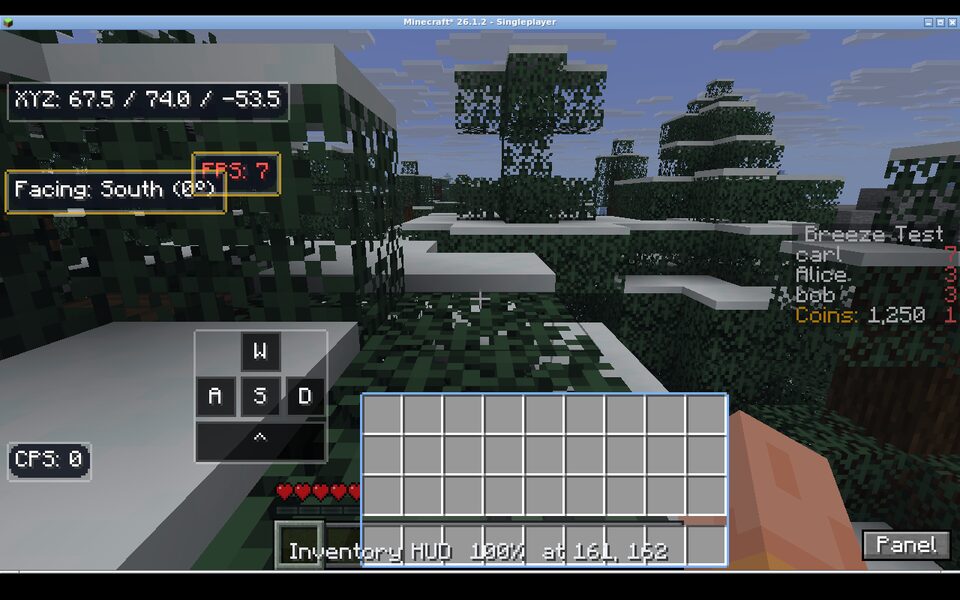 Minecraft* 26.1.2 - Singleplayer
XYZ: 67.5 / 74.0 / -53.5
FPS: 7
Facing: South (0°)
Breeze Test
carl 7
Alice 3
bob 3
Coins: 1,250 1
W
A S D
^
CPS: 0
Inventory HUD 100% at 161, 162
Panel